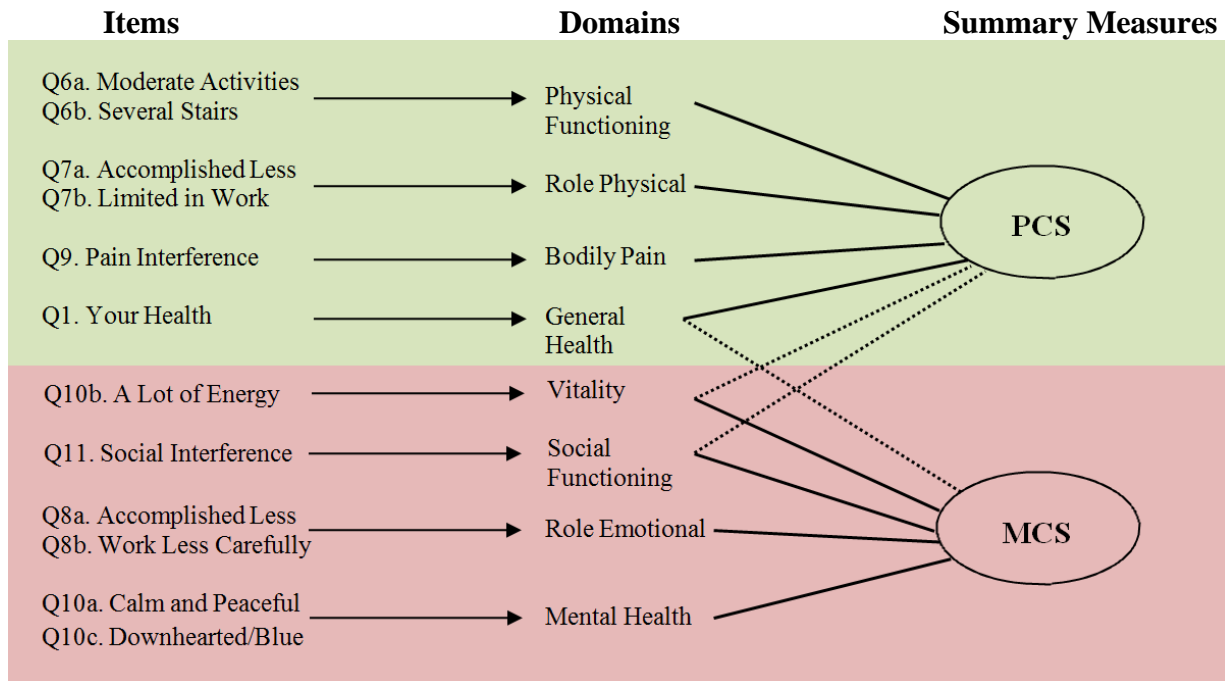 Items Domains Summary Measures
Q6a. Moderate Activities
Q6b. Several Stairs
Physical
Functioning
Q7a. Accomplished Less
Q7b. Limited in Work
Role Physical
PCS
Q9. Pain Interference
Bodily Pain
Q1. Your Health
General
Health
Q10b. A Lot of Energy
Vitality
Q11. Social Interference
Social
Functioning
Q8a. Accomplished Less
Q8b. Work Less Carefully
Role Emotional
MCS
Q10a. Calm and Peaceful
Q10c. Downhearted/Blue
Mental Health